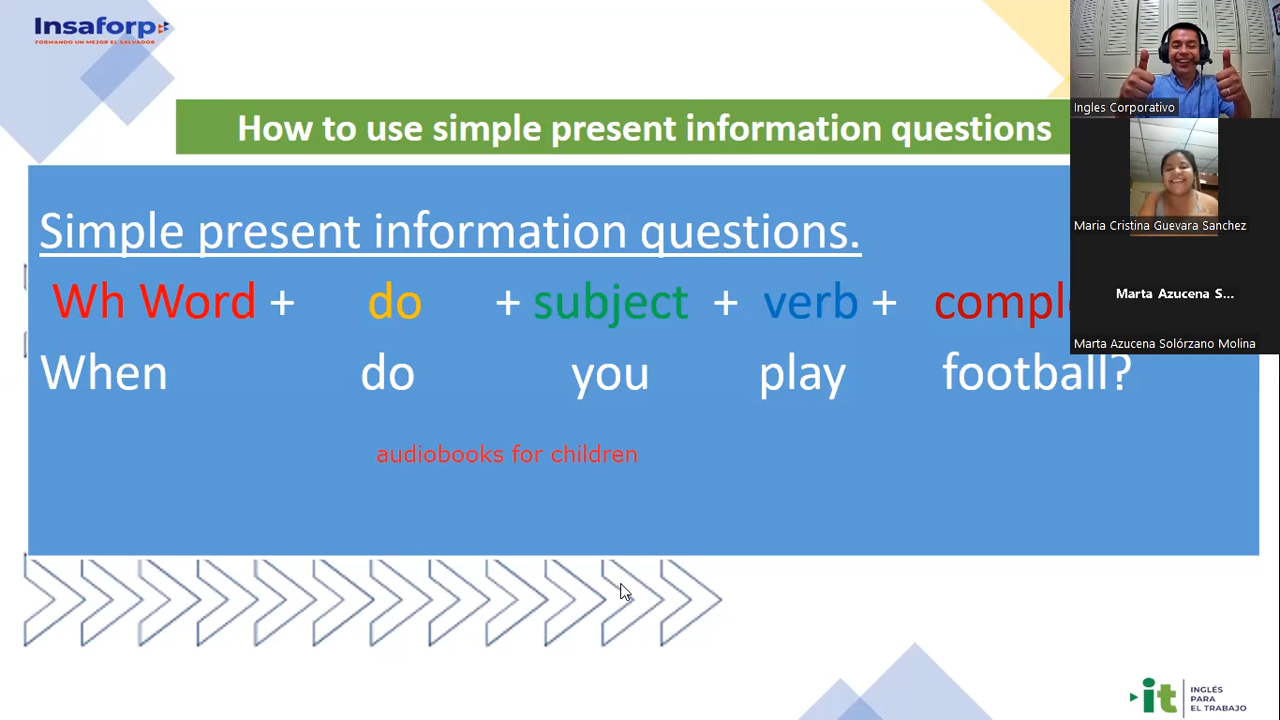 Insaforp
FORMANDO UN MEJOR EL SALVADOR
How to use simple present information questions
Ingles Corporativo
Maria Cristina Guevara Sanchez
Marta Azucena S...
Marta Azucena Solórzano Molina
Simple present information questions.
Wh Word + do + subject + verb + comple
When do you play football?
audiobooks for children
it INGLÉS
PARA
EL TRABAJO